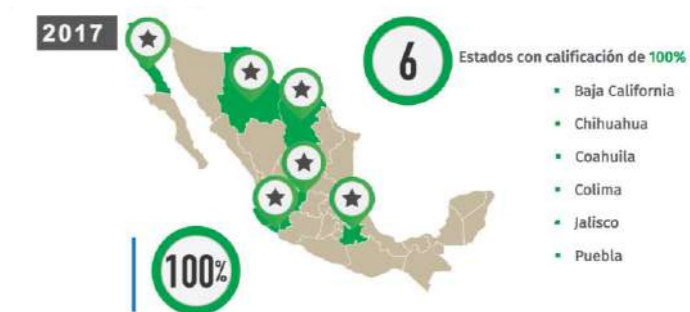 2017
6
Estados con calificación de 100%
▪ Baja California
▪ Chihuahua
▪ Coahuila
▪ Colima
▪ Jalisco
▪ Puebla
100%